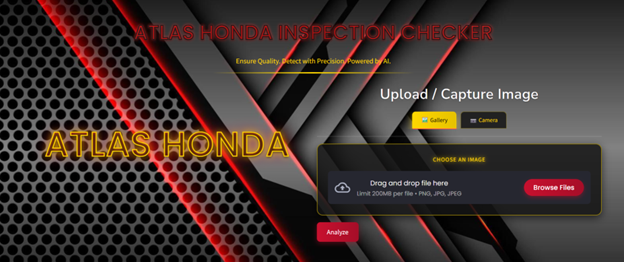 ATLAS HONDA INSPECTION CHECKER
Ensure Quality. Detect with Precision. Powered by AI.
Upload / Capture Image
Gallery
Camera
ATLAS HONDA
CHOOSE AN IMAGE
Drag and drop file here
Limit 200MB per file • PNG, JPG, JPEG
Browse Files
Analyze